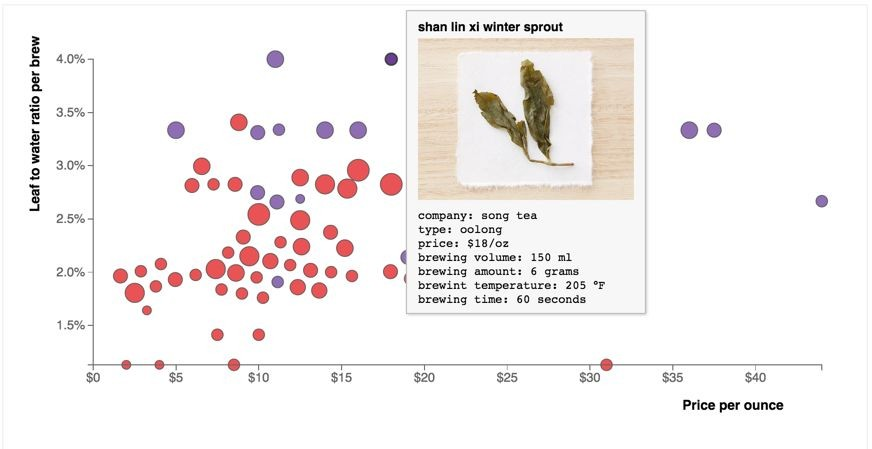 Leaf to water ratio per brew
4.0%
3.5%
3.0%
2.5%
2.0%
1.5%
shan lin xi winter sprout
company: song tea
type: oolong
price: $18/oz
brewing volume: 150 ml
brewing amount: 6 grams
brewint temperature: 205 °F
brewing time: 60 seconds
$0 $5 $10 $15 $20 $25 $30 $35 $40
Price per ounce